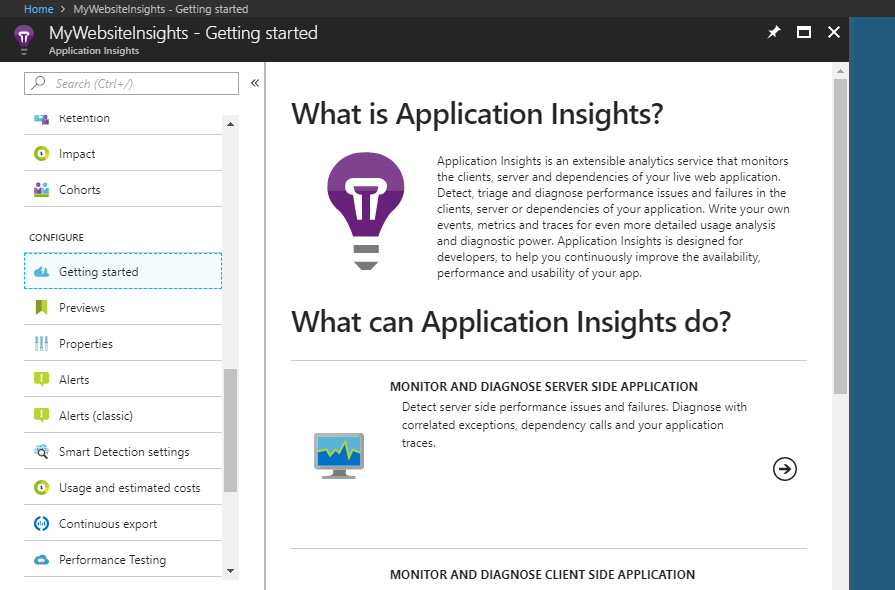 Home > MyWebsiteInsights - Getting started
MyWebsiteInsights - Getting started
Application Insights
Search (Ctrl+/)
«
Retention
Impact
Cohorts
CONFIGURE
Getting started
Previews
Properties
Alerts
Alerts (classic)
Smart Detection settings
Usage and estimated costs
Continuous export
Performance Testing
What is Application Insights?
Application Insights is an extensible analytics service that monitors
the clients, server and dependencies of your live web application.
Detect, triage and diagnose performance issues and failures in the
clients, server or dependencies of your application. Write your own
events, metrics and traces for even more detailed usage analysis
and diagnostic power. Application Insights is designed for
developers, to help you continuously improve the availability,
performance and usability of your app.
What can Application Insights do?
MONITOR AND DIAGNOSE SERVER SIDE APPLICATION
Detect server side performance issues and failures. Diagnose with
correlated exceptions, dependency calls and your application
traces.
MONITOR AND DIAGNOSE CLIENT SIDE APPLICATION